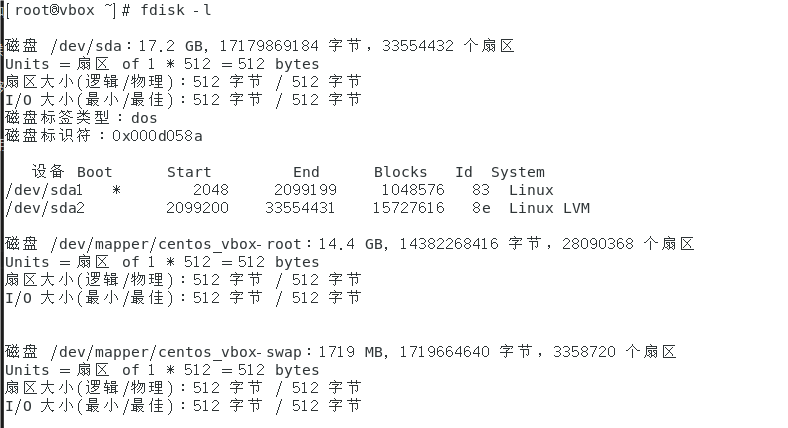 [root@vbox ~]# fdisk -l
磁盘 /dev/sda：17.2 GB, 17179869184 字节，33554432 个扇区
Units = 扇区 of 1 * 512 = 512 bytes
扇区大小(逻辑/物理)：512 字节 / 512 字节
I/O 大小(最小/最佳)：512 字节 / 512 字节
磁盘标签类型：dos
磁盘标识符：0x000d058a
设备 Boot      Start         End      Blocks   Id  System
/dev/sda1   *        2048     2099199     1048576   83  Linux
/dev/sda2         2099200    33554431    15727616   8e  Linux LVM
磁盘 /dev/mapper/centos_vbox-root：14.4 GB, 14382268416 字节，28090368 个扇区
Units = 扇区 of 1 * 512 = 512 bytes
扇区大小(逻辑/物理)：512 字节 / 512 字节
I/O 大小(最小/最佳)：512 字节 / 512 字节
磁盘 /dev/mapper/centos_vbox-swap：1719 MB, 1719664640 字节，3358720 个扇区
Units = 扇区 of 1 * 512 = 512 bytes
扇区大小(逻辑/物理)：512 字节 / 512 字节
I/O 大小(最小/最佳)：512 字节 / 512 字节